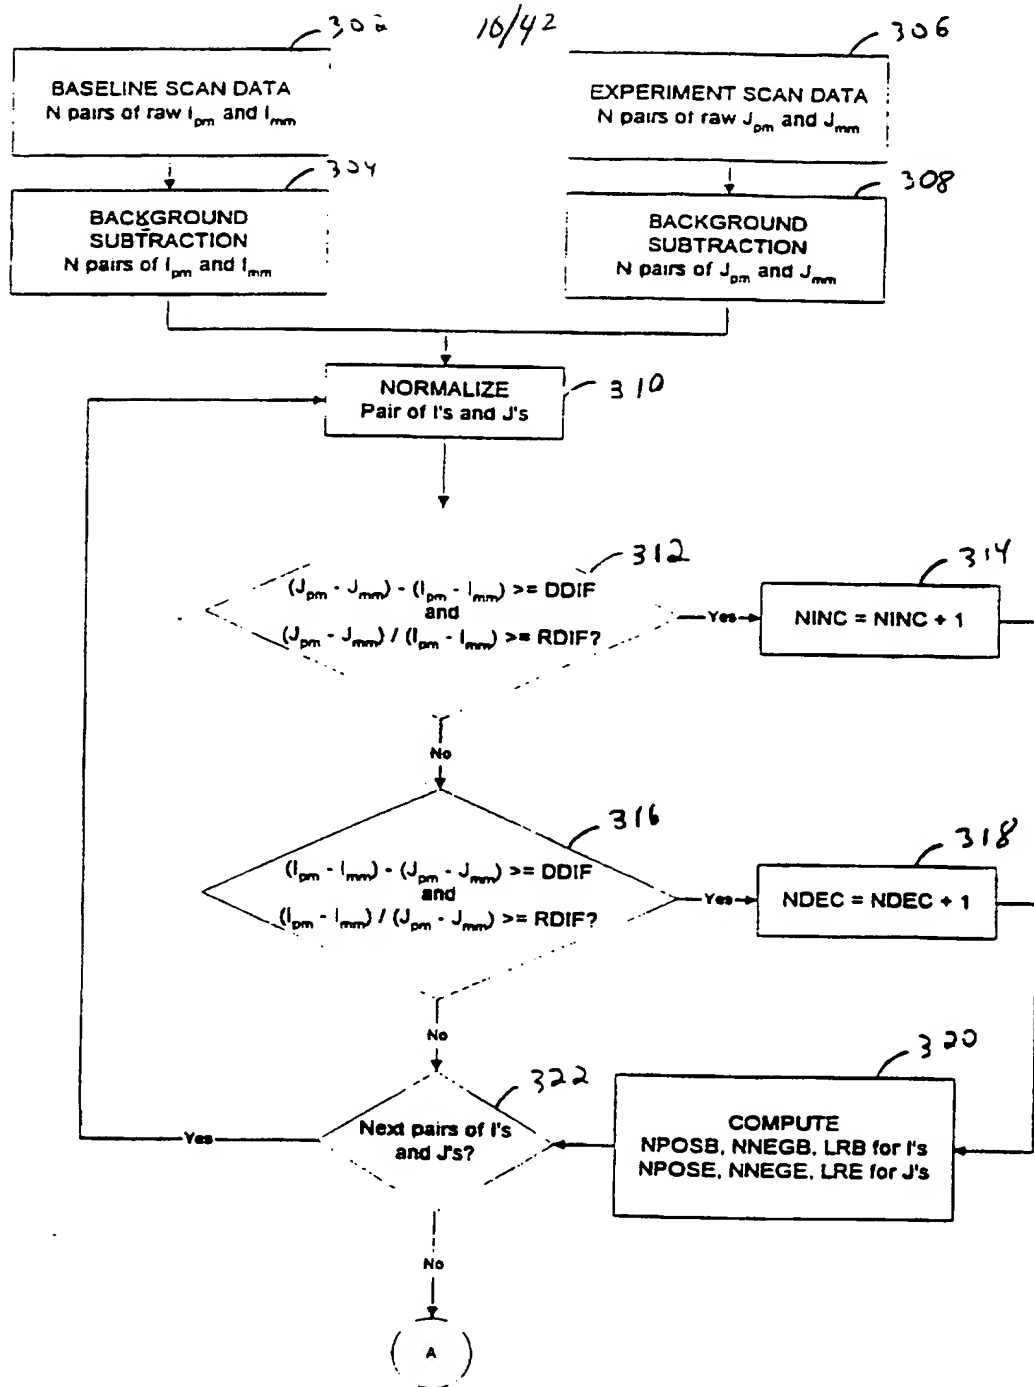 302
10/42
306
BASELINE SCAN DATA
N pairs of raw Ipm and Imm
EXPERIMENT SCAN DATA
N pairs of raw Jpm and Jmm
304
308
BACKGROUND
SUBTRACTION
N pairs of Ipm and Imm
BACKGROUND
SUBTRACTION
N pairs of Jpm and Jmm
NORMALIZE
Pair of I's and J's
310
312
314
(Jpm - Jmm) - (Ipm - Imm) >= DDIF
and
(Jpm - Jmm) / (Ipm - Imm) >= RDIF?
Yes
NINC = NINC + 1
No
316
318
(Ipm - Imm) - (Jpm - Jmm) >= DDIF
and
(Ipm - Imm) / (Jpm - Jmm) >= RDIF?
Yes
NDEC = NDEC + 1
No
320
322
Next pairs of I's
and J's?
Yes
COMPUTE
NPOSB, NNEGB, LRB for I's
NPOSE, NNEGE, LRE for J's
No
A